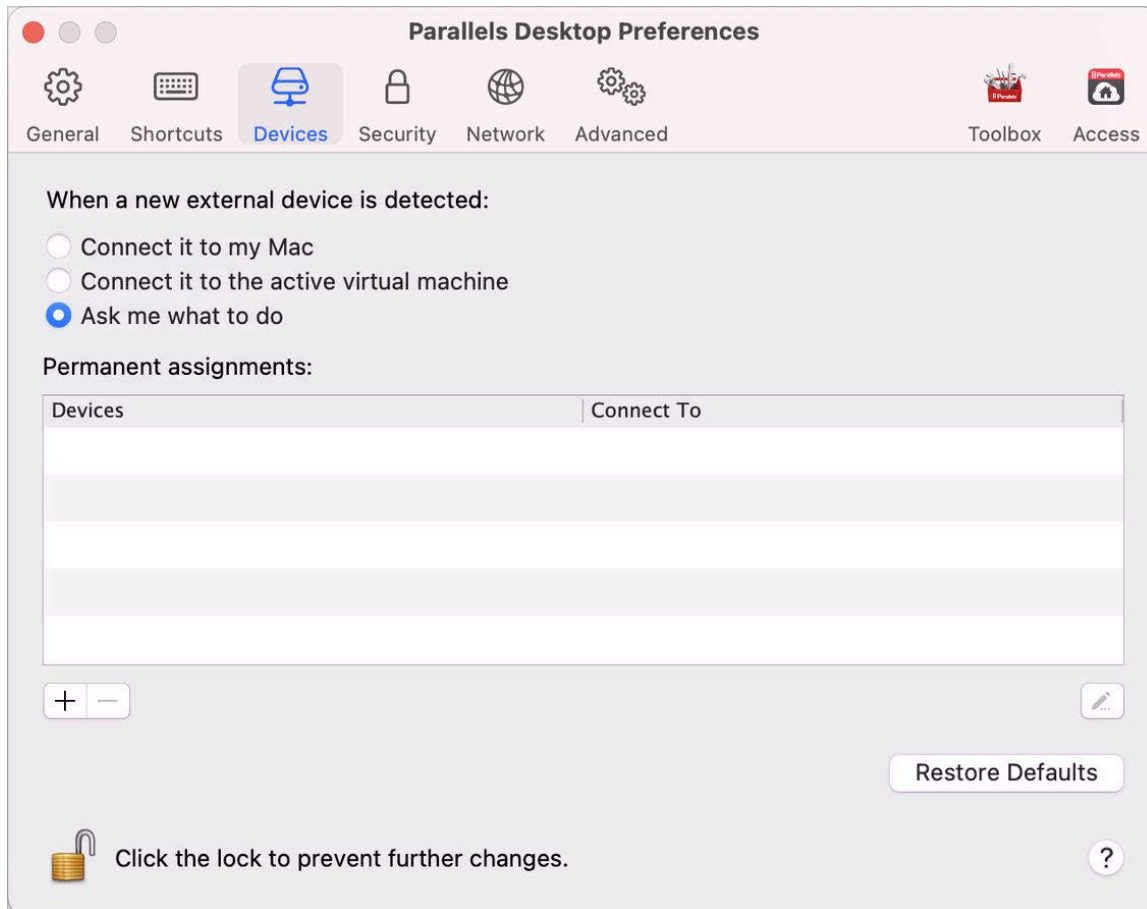 Parallels Desktop Preferences
General Shortcuts Devices Security Network Advanced Toolbox Access
When a new external device is detected:
Connect it to my Mac
Connect it to the active virtual machine
Ask me what to do
Permanent assignments:
Devices Connect To
Restore Defaults
Click the lock to prevent further changes.
?